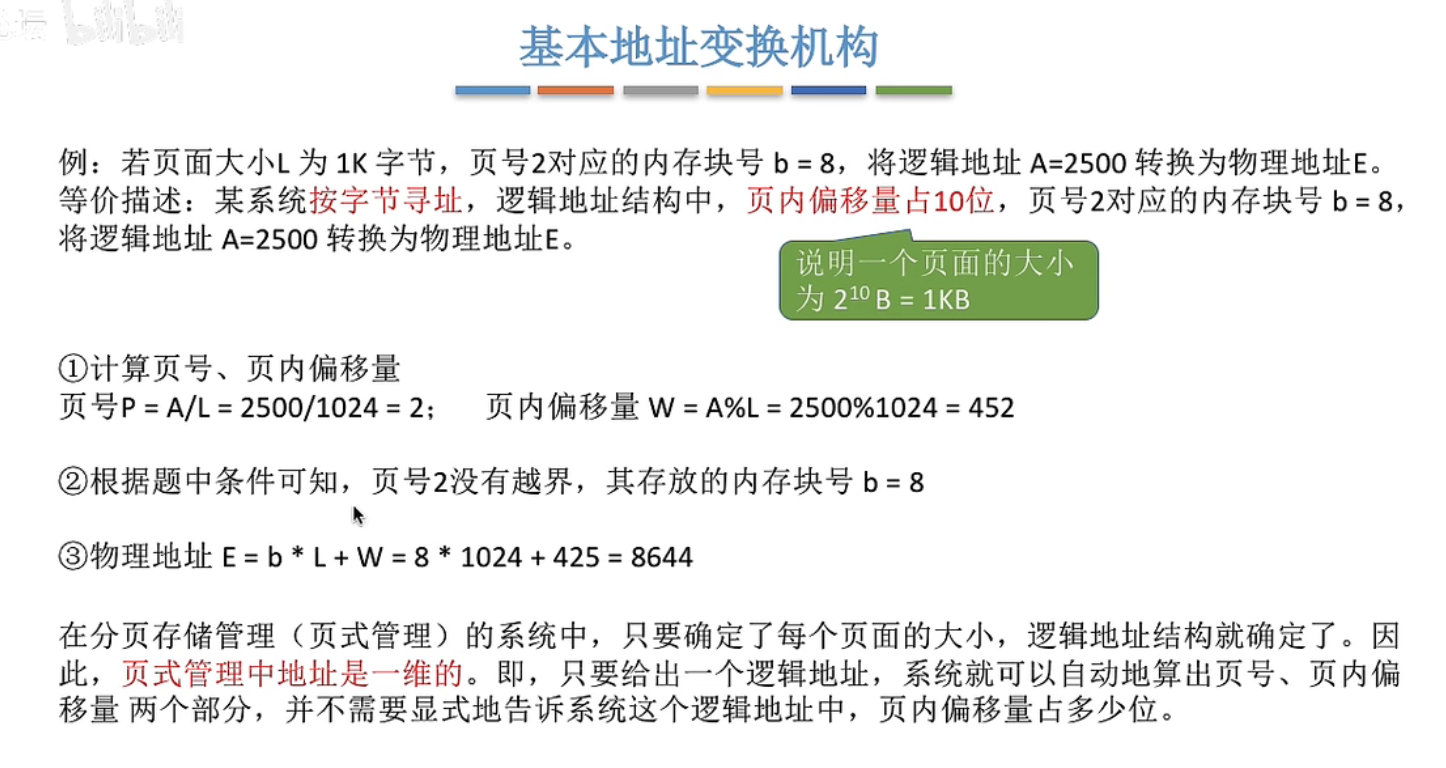 bilibili
基本地址变换机构
例：若页面大小L 为 1K 字节，页号2对应的内存块号 b = 8，将逻辑地址 A=2500 转换为物理地址E。
等价描述：某系统按字节寻址，逻辑地址结构中，页内偏移量占10位，页号2对应的内存块号 b = 8，
将逻辑地址 A=2500 转换为物理地址E。
说明一个页面的大小
为 2¹⁰ B = 1KB
①计算页号、页内偏移量
页号P = A/L = 2500/1024 = 2； 页内偏移量 W = A%L = 2500%1024 = 452
②根据题中条件可知，页号2没有越界，其存放的内存块号 b = 8
③物理地址 E = b * L + W = 8 * 1024 + 425 = 8644
在分页存储管理（页式管理）的系统中，只要确定了每个页面的大小，逻辑地址结构就确定了。因
此，页式管理中地址是一维的。即，只要给出一个逻辑地址，系统就可以自动地算出页号、页内偏
移量 两个部分，并不需要显式地告诉系统这个逻辑地址中，页内偏移量占多少位。